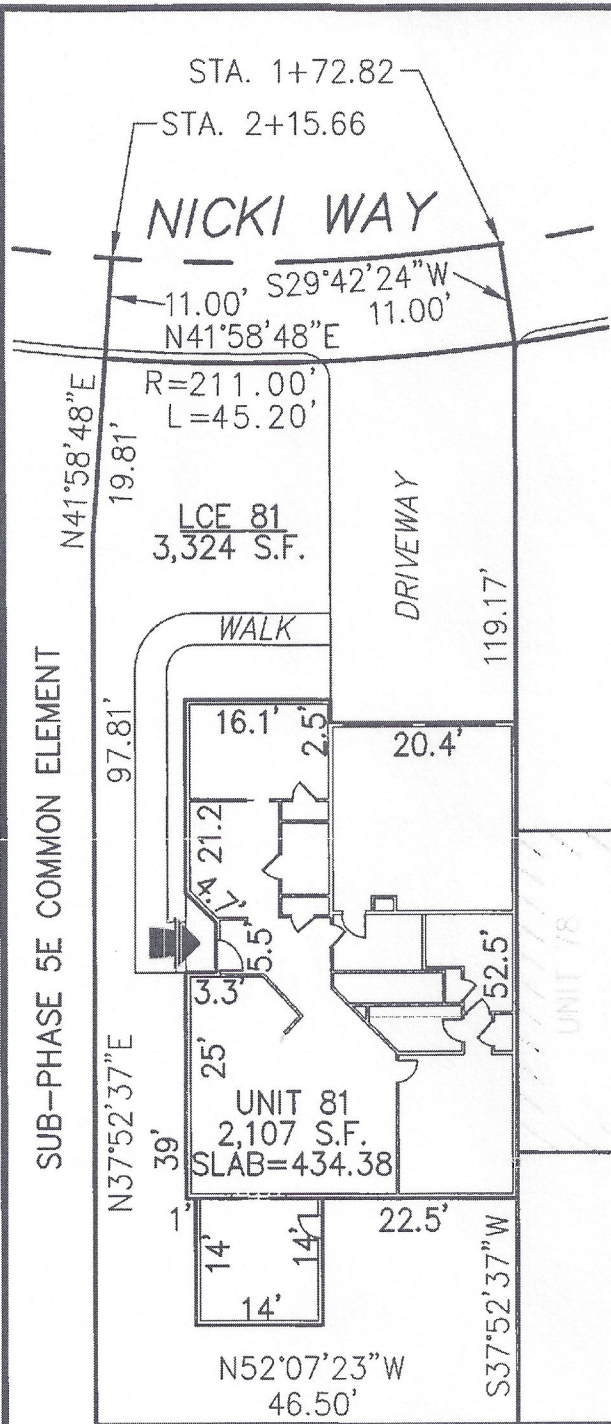 STA. 1+72.82
STA. 2+15.66
NICKI WAY
11.00'
S29°42'24"W
11.00'
N41°58'48"E
R=211.00'
L=45.20'
N41°58'48"E
19.81'
LCE 81
3,324 S.F.
DRIVEWAY
WALK
119.17'
97.81'
SUB-PHASE 5E COMMON ELEMENT
16.1'
2.5'
20.4'
21.2
4.7'
5.5'
3.3'
52.5'
UNIT 78
25'
N37°52'37"E
39'
UNIT 81
2,107 S.F.
SLAB=434.38
1'
22.5'
14'
14'
14'
S37°52'37"W
N52°07'23"W
46.50'